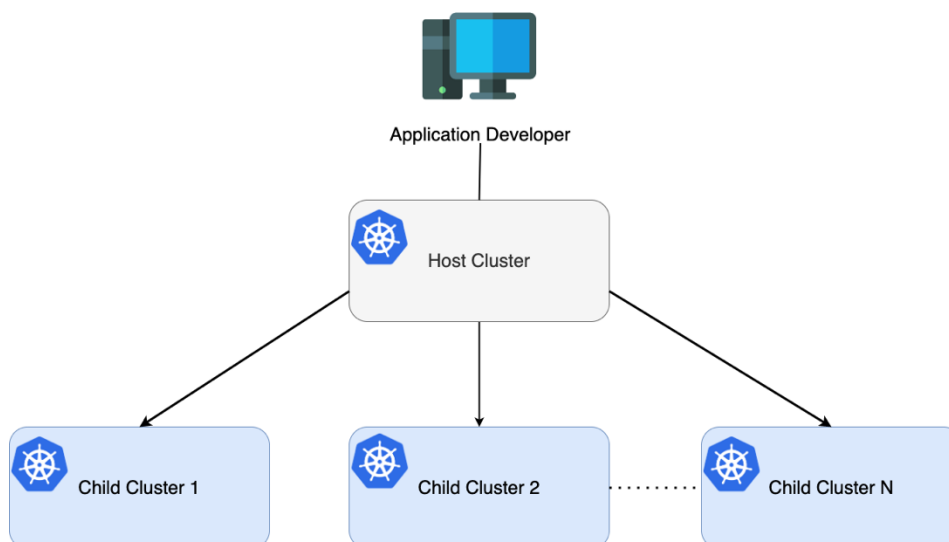 Application Developer
Host Cluster
Child Cluster 1
Child Cluster 2
Child Cluster N